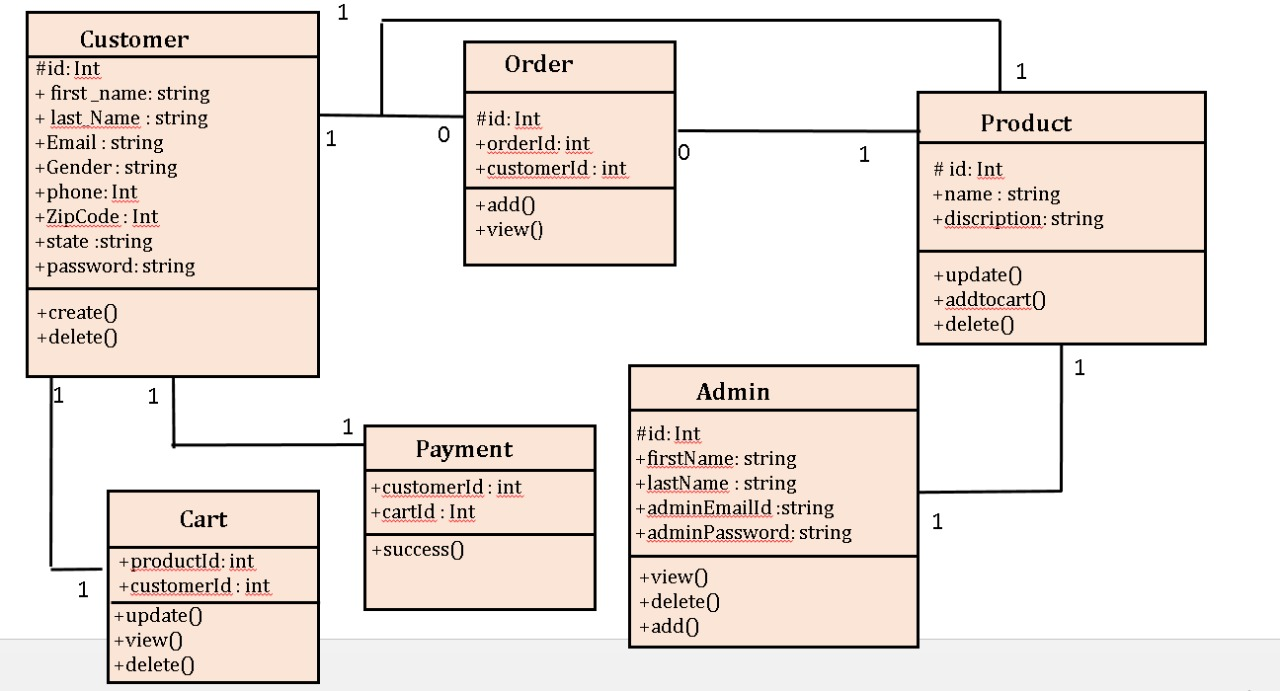 Customer
#id: Int
+ first_name: string
+ last_Name : string
+Email : string
+Gender : string
+phone: Int
+ZipCode : Int
+state :string
+password: string
+create()
+delete()
1
1
0
Order
#id: Int
+orderId: int
+customerId : int
+add()
+view()
0
1
1
Product
# id: Int
+name : string
+discription: string
+update()
+addtocart()
+delete()
1
1
1
1
Payment
+customerId : int
+cartId : Int
+success()
Cart
+productId: int
+customerId : int
+update()
+view()
+delete()
1
Admin
#id: Int
+firstName: string
+lastName : string
+adminEmailId :string
+adminPassword: string
+view()
+delete()
+add()
1